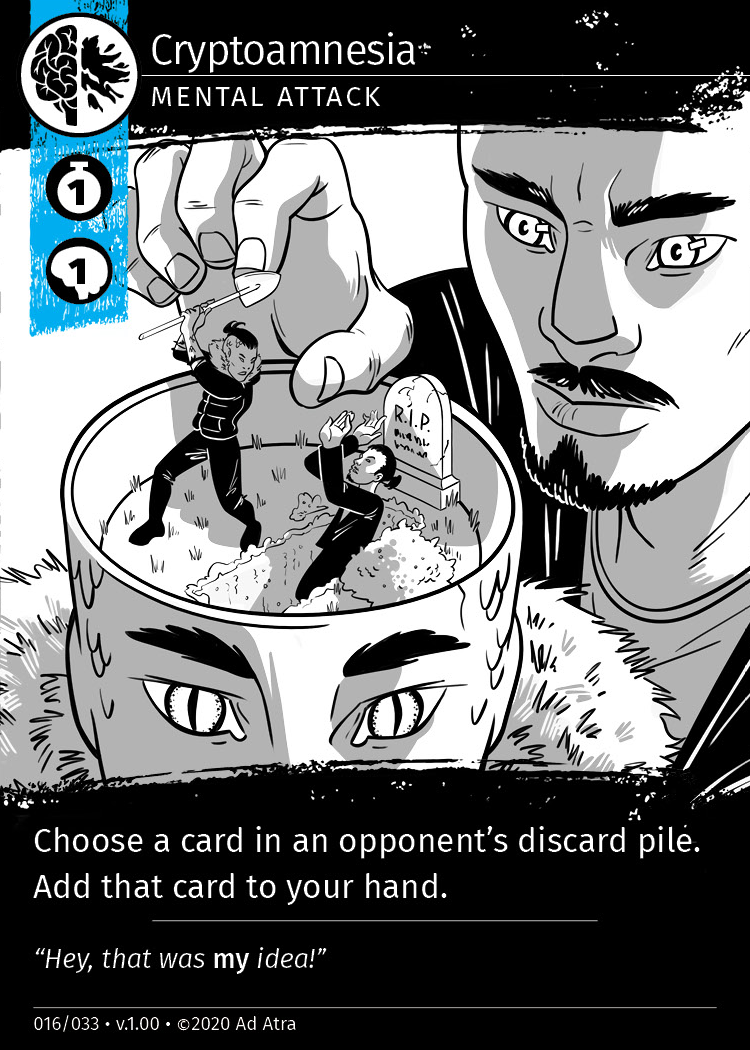 Cryptoamnesia
MENTAL ATTACK
1
1
R.I.P.
Choose a card in an opponent’s discard pile.
Add that card to your hand.
“Hey, that was my idea!”
016/033 • v.1.00 • ©2020 Ad Atra